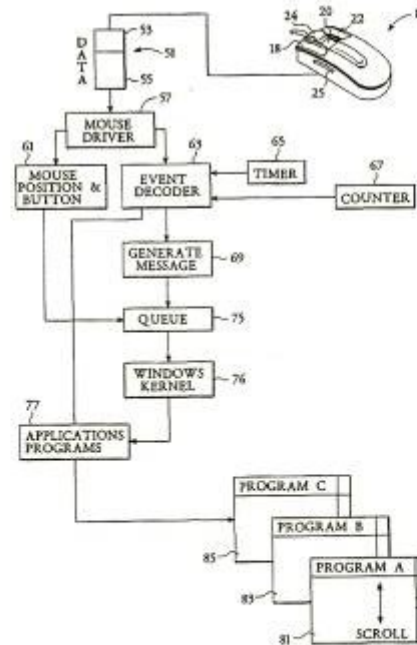 24
20
22
18
25
53
51
55
DATA
57
MOUSE
DRIVER
61
MOUSE
POSITION &
BUTTON
63
EVENT
DECODER
65
TIMER
67
COUNTER
GENERATE
MESSAGE
69
QUEUE
75
WINDOWS
KERNEL
76
77
APPLICATIONS
PROGRAMS
PROGRAM C
85
PROGRAM B
83
PROGRAM A
SCROLL
81